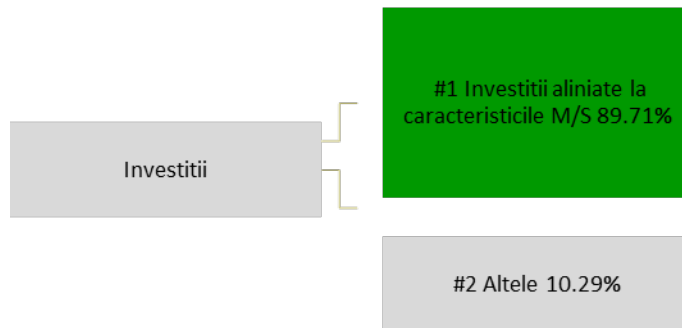 Investitii
#1 Investitii aliniate la
caracteristicile M/S 89.71%
#2 Altele 10.29%